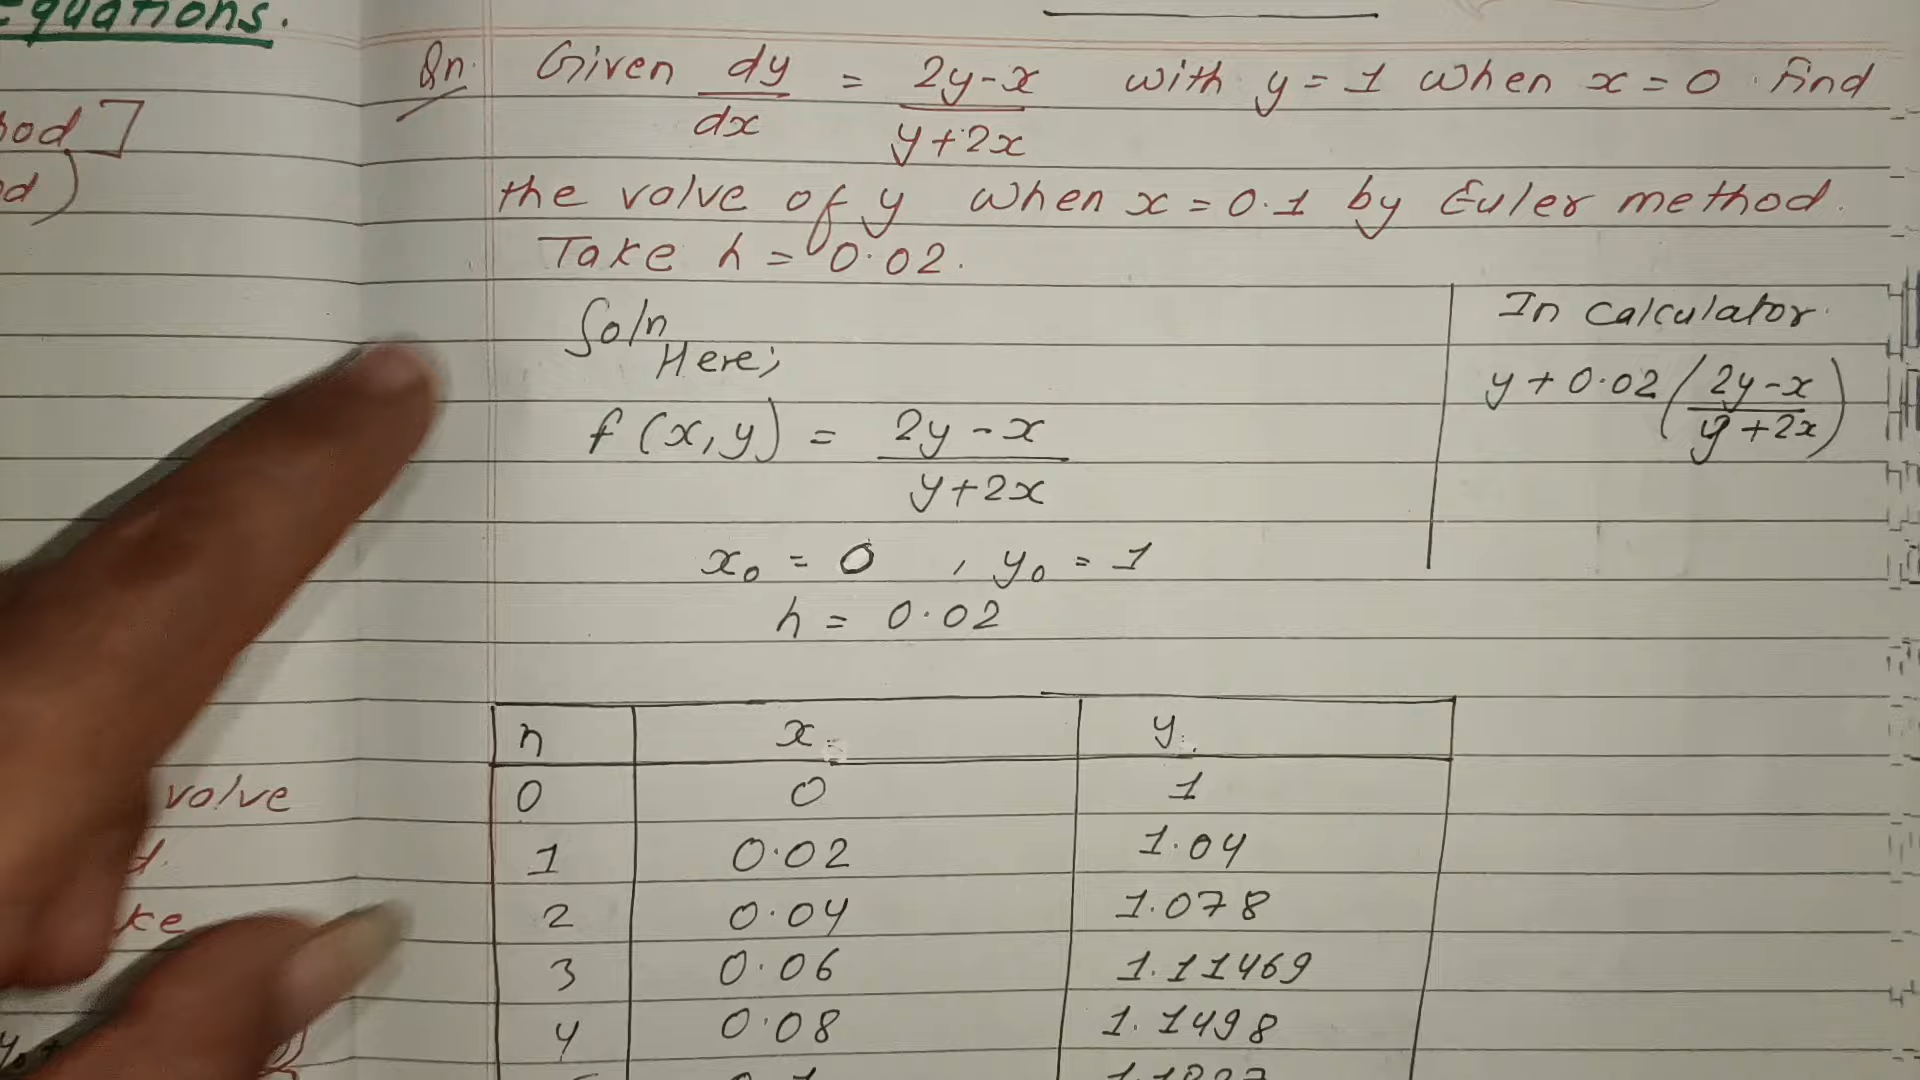 Equations.
Qn. Given dy/dx = (2y-x)/(y+2x) with y = 1 when x = 0. Find
the valve of y when x = 0.1 by Euler method.
Take h = 0.02.
Soln
Here;
f (x, y) = (2y - x)/(y+2x)
x₀ = 0 , y₀ = 1
h = 0.02
In calculator
y + 0.02 ((2y-x)/(y+2x))
n x y
0 0 1
1 0.02 1.04
2 0.04 1.078
3 0.06 1.11469
4 0.08 1.1498
valve